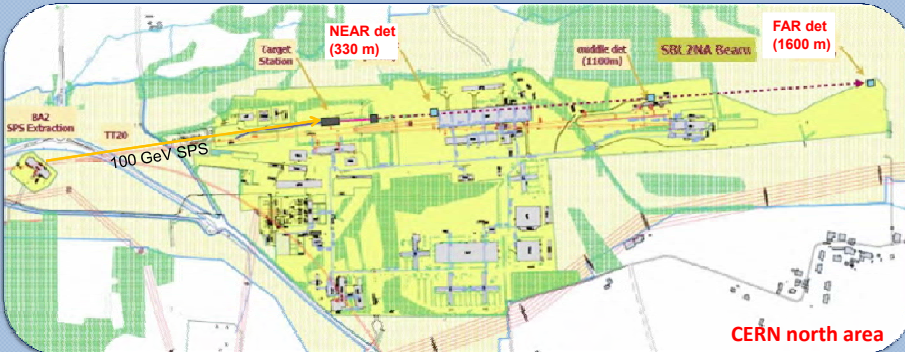 NEAR det
(330 m)
FAR det
(1600 m)
Target
Station
middle det
(1100m)
SBL 2NA Beam
BA2
SPS Extraction
TT20
100 GeV SPS
CERN north area